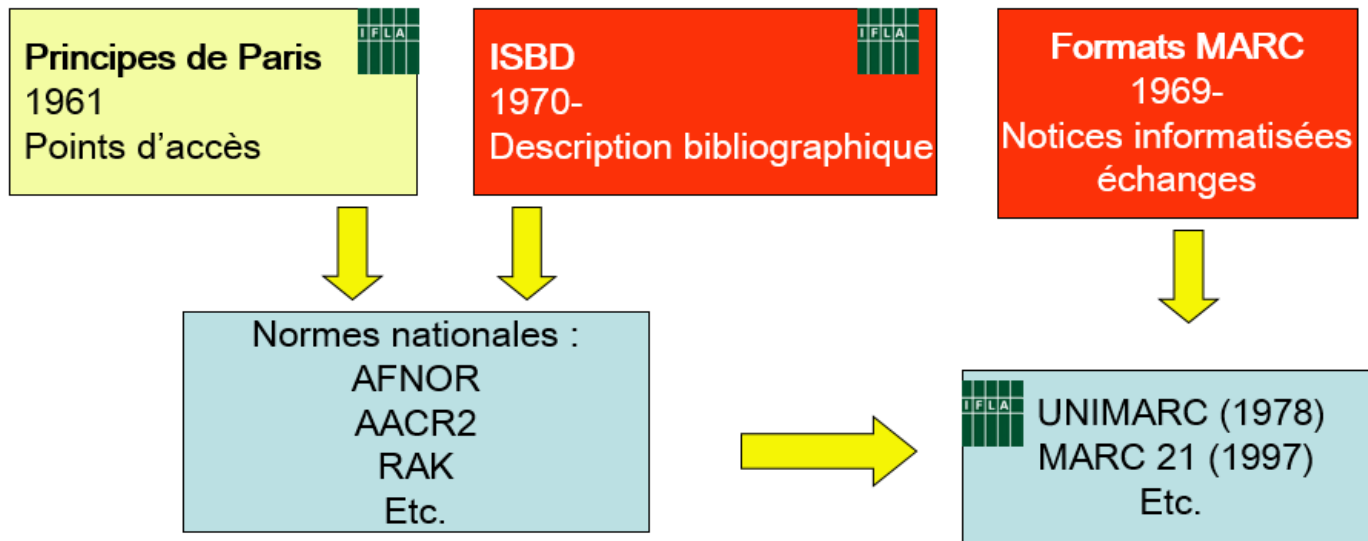 Principes de Paris
1961
Points d'accès
IFLA
ISBD
1970-
Description bibliographique
IFLA
Formats MARC
1969-
Notices informatisées
échanges
Normes nationales :
AFNOR
AACR2
RAK
Etc.
IFLA
UNIMARC (1978)
MARC 21 (1997)
Etc.